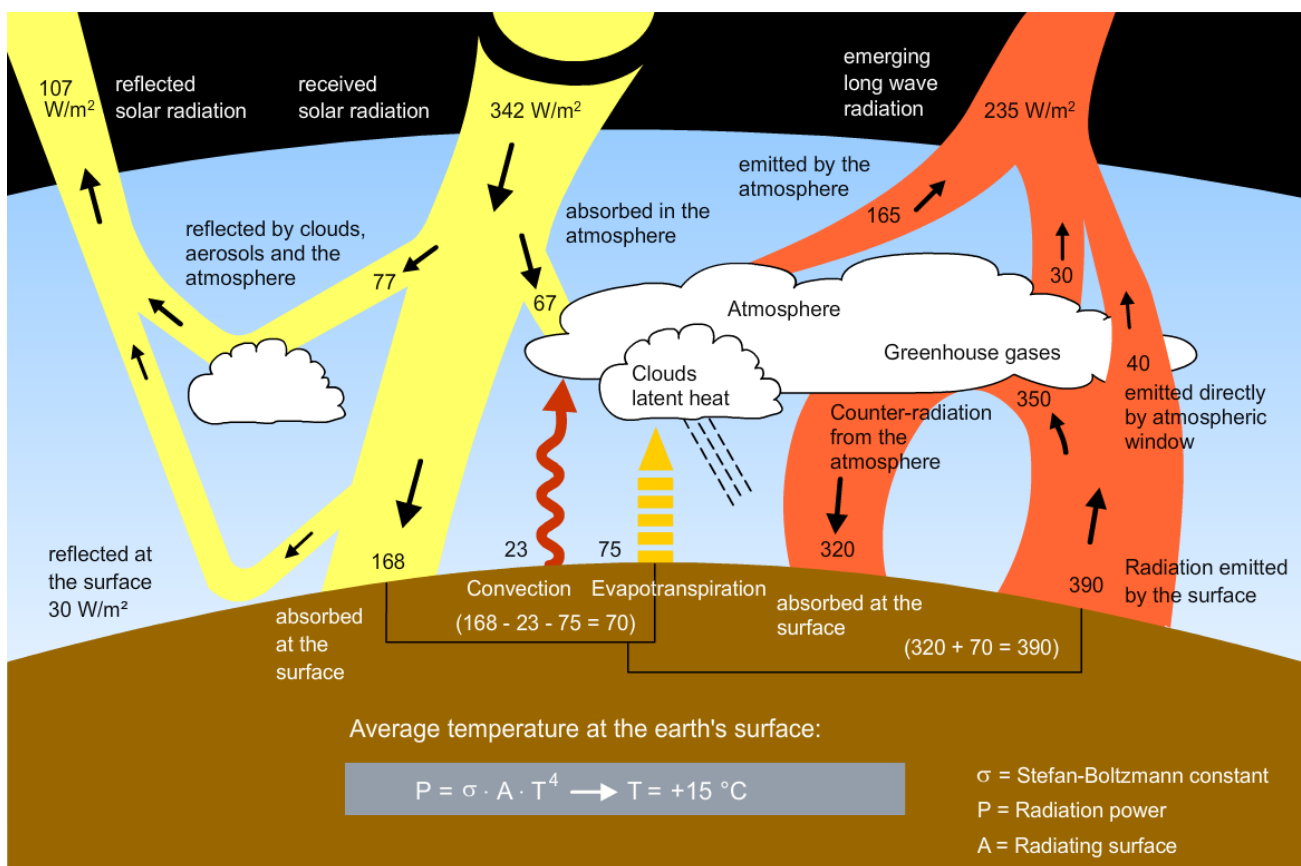 107
W/m²
reflected
solar radiation
received
solar radiation
342 W/m²
emerging
long wave
radiation
235 W/m²
emitted by the
atmosphere
165
reflected by clouds,
aerosols and the
atmosphere
77
absorbed in the
atmosphere
67
30
Atmosphere
Greenhouse gases
40
Clouds
latent heat
350
emitted directly
by atmospheric
window
Counter-radiation
from the
atmosphere
reflected at
the surface
30 W/m²
168
23
75
320
390
Radiation emitted
by the surface
absorbed
at the
surface
Convection
Evapotranspiration
(168 - 23 - 75 = 70)
absorbed at the
surface
(320 + 70 = 390)
Average temperature at the earth's surface:
P = σ · A · T⁴ → T = +15 °C
σ = Stefan-Boltzmann constant
P = Radiation power
A = Radiating surface